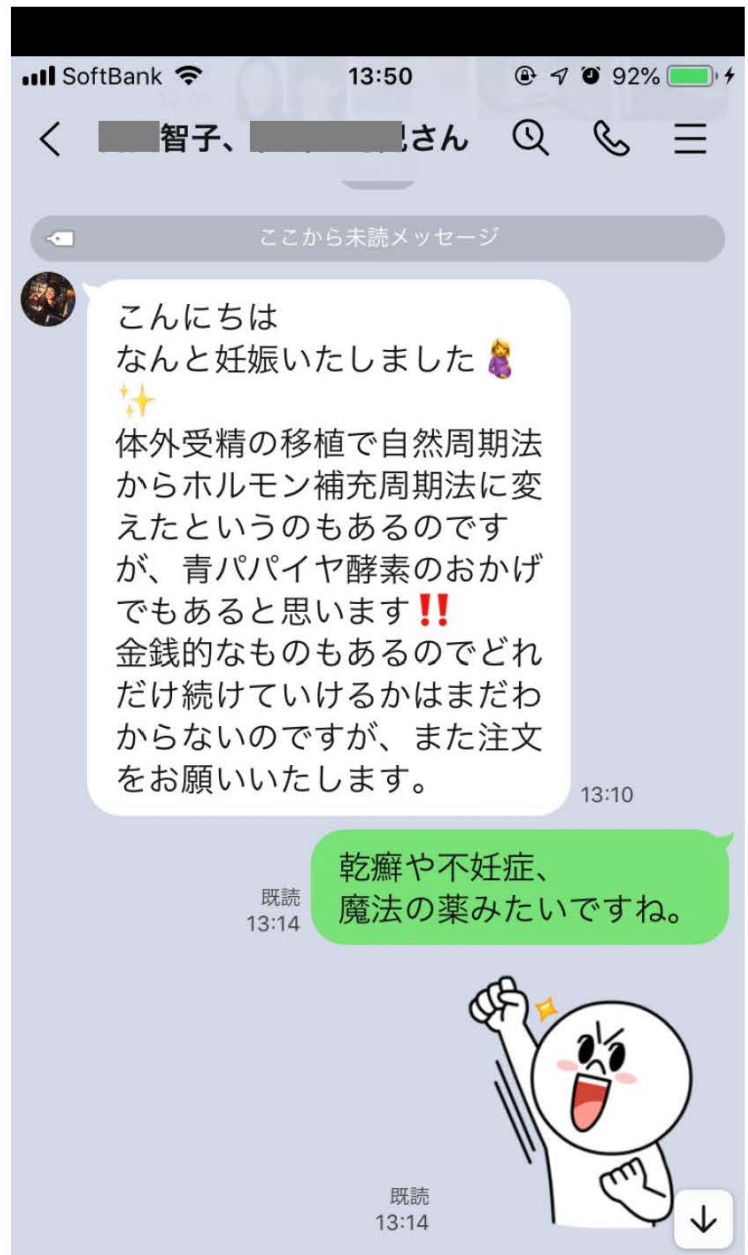 SoftBank 13:50 92%
智子、 さん
ここから未読メッセージ
こんにちは
なんと妊娠いたしました🤰
✨
体外受精の移植で自然周期法
からホルモン補充周期法に変
えたというのもあるのです
が、青パパイヤ酵素のおかげ
でもあると思います‼️
金銭的なものもあるのでどれ
だけ続けていけるかはまだわ
からないのですが、また注文
をお願いいたします。
13:10
乾癬や不妊症、
魔法の薬みたいですね。
既読
13:14
既読
13:14